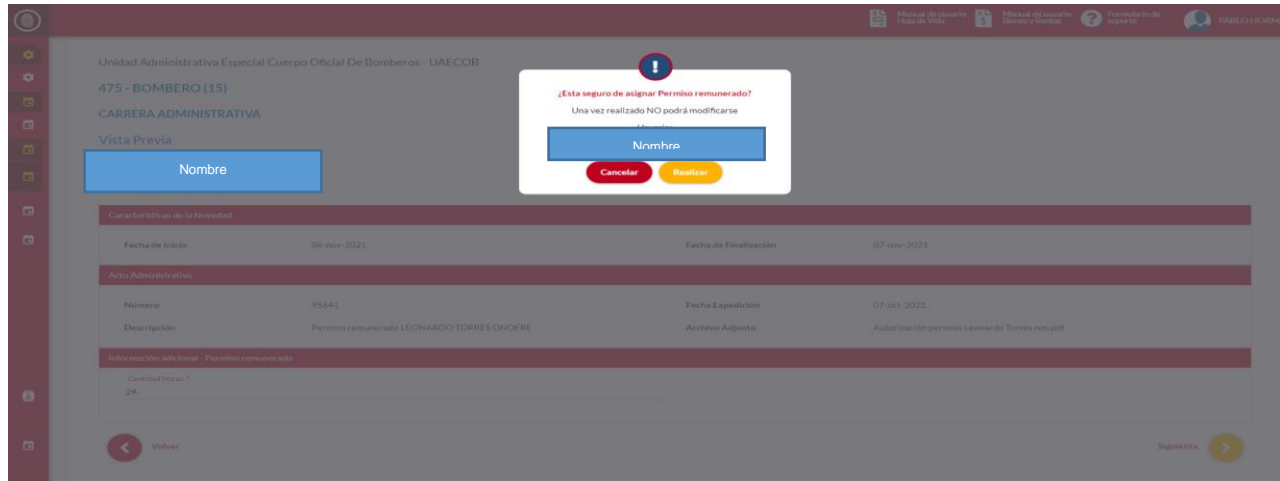 Manual de usuario Hoja de Vida
Manual de usuario Bienes y Rentas
Formulario de soporte
PABLO HORM
Unidad Administrativa Especial Cuerpo Oficial De Bomberos - UAECOB
475 - BOMBERO (15)
CARRERA ADMINISTRATIVA
Vista Previa
Nombre
!
¿Esta seguro de asignar Permiso remunerado?
Una vez realizado NO podrá modificarse
Nombre
Cancelar
Realizar
Características de la Novedad
Fecha de Inicio 06-nov-2021 Fecha de Finalización 07-nov-2021
Acto Administrativo
Numero 95641 Fecha Expedición 07-oct-2021
Descripción Permiso remunerado LEONARDO TORRES ONOFRE Archivo Adjunto Autorización permiso Leonardo Torres nov.pdf
Información adicional - Permiso remunerado
Cantidad Horas *
24
Volver
Siguiente